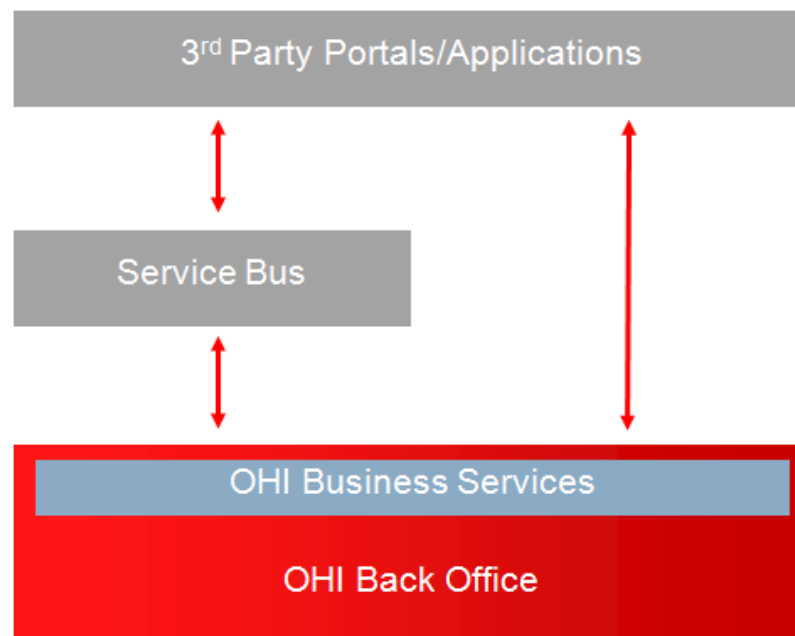 3rd Party Portals/Applications
Service Bus
OHI Business Services
OHI Back Office